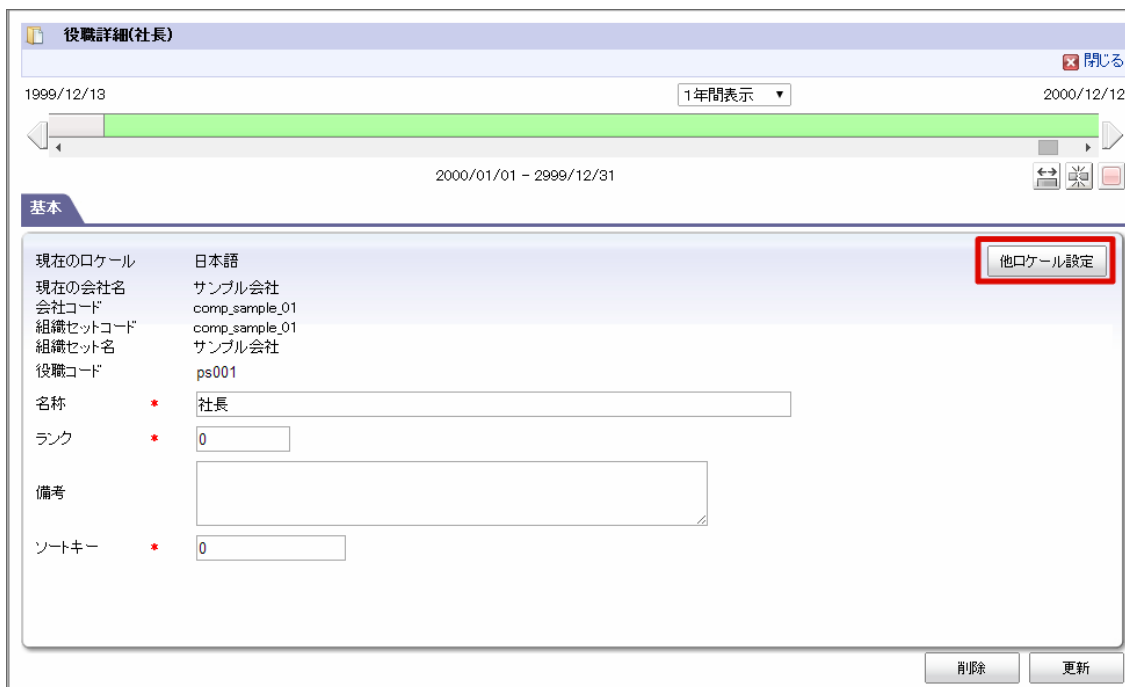 役職詳細(社長)
閉じる
1999/12/13 1年間表示 2000/12/12
2000/01/01 - 2999/12/31
基本
現在のロケール 日本語 他ロケール設定
現在の会社名 サンプル会社
会社コード comp_sample_01
組織セットコード comp_sample_01
組織セット名 サンプル会社
役職コード ps001
名称 * 社長
ランク * 0
備考
ソートキー * 0
削除 更新